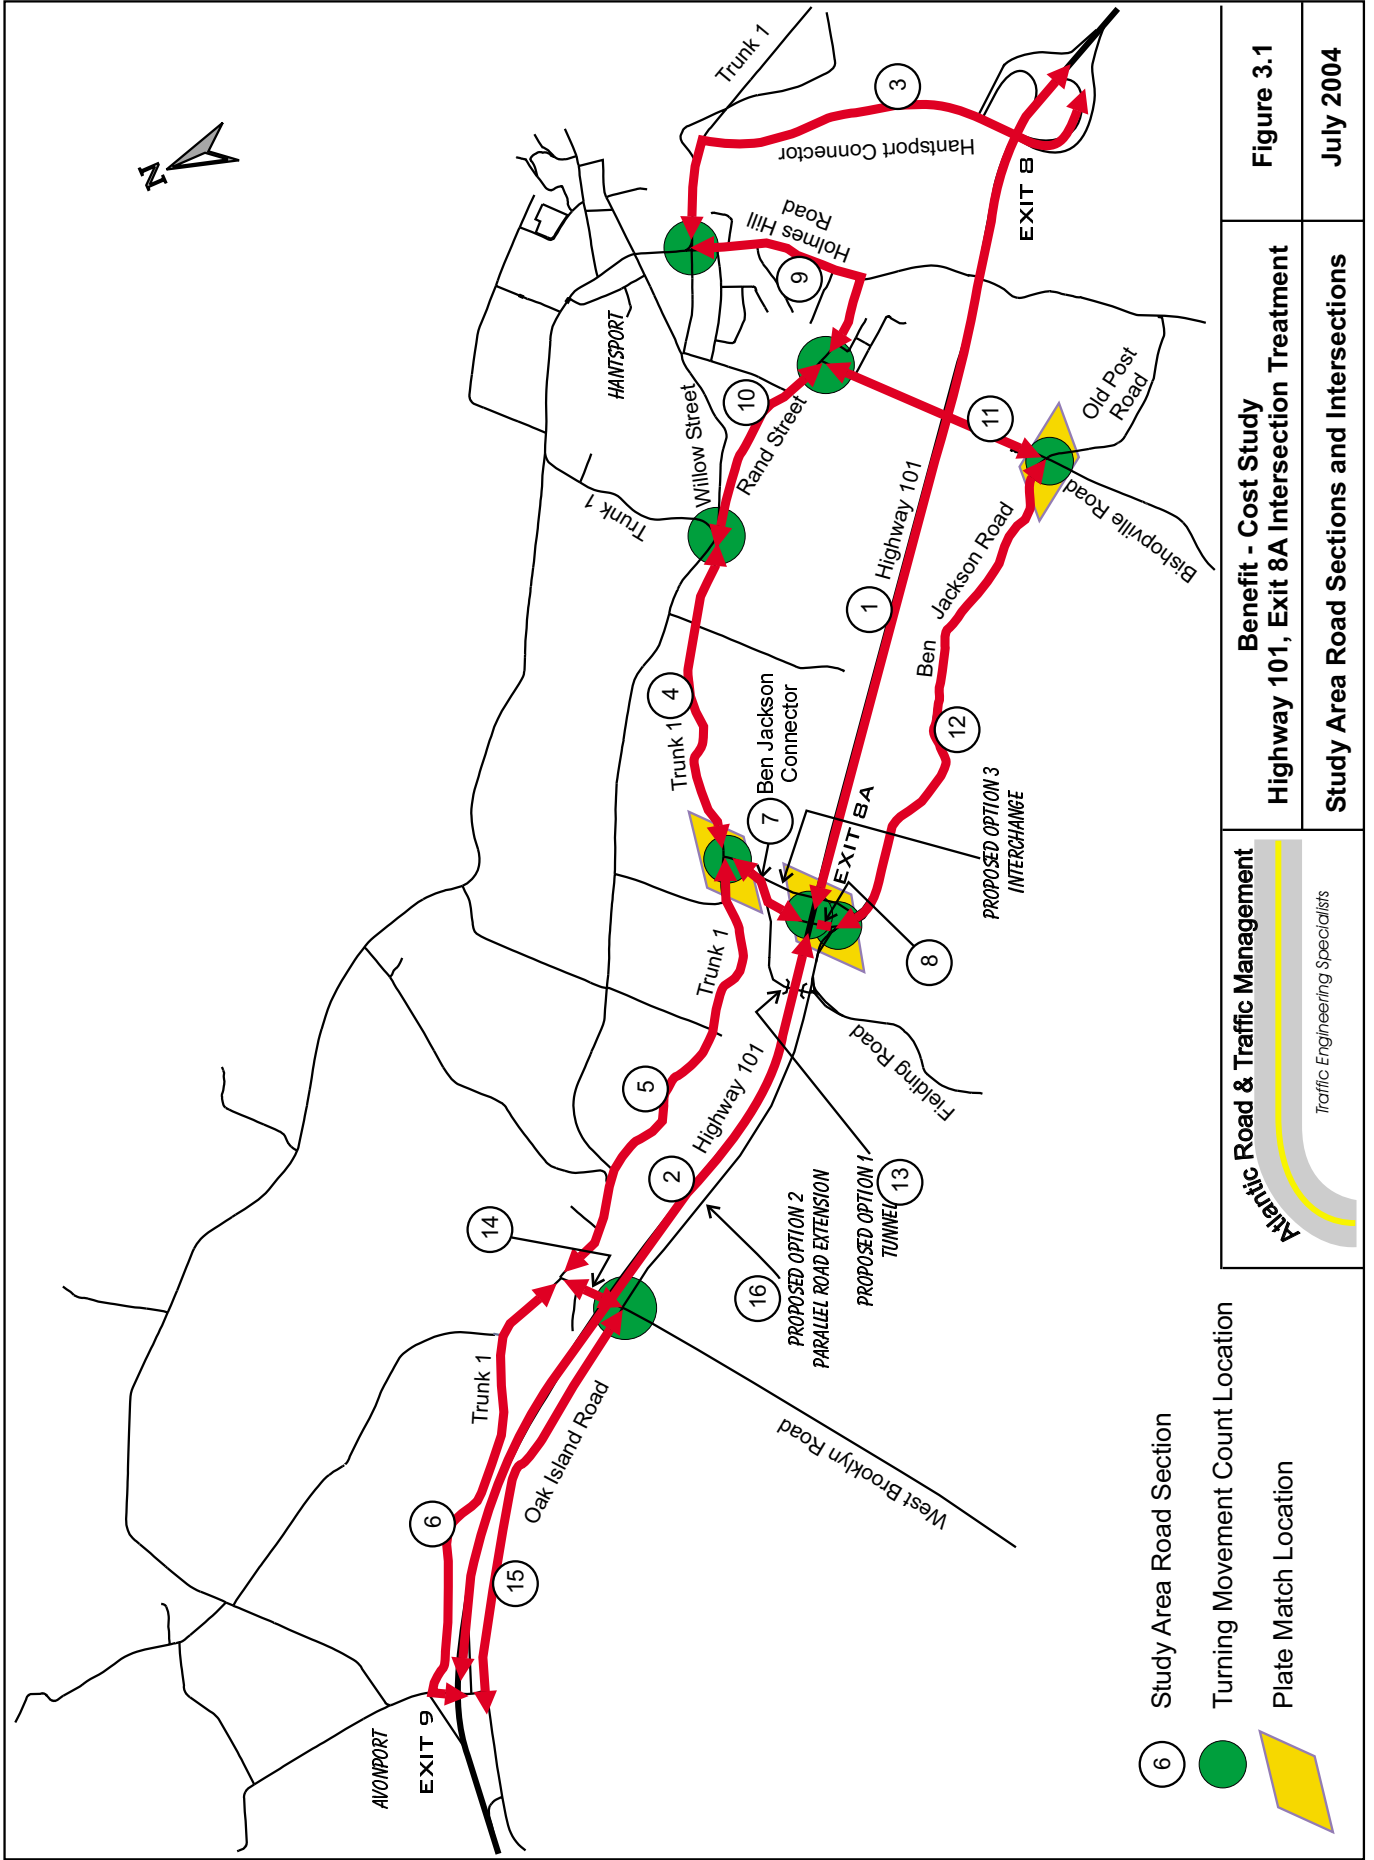 N
AVONPORT
EXIT 9
6
Trunk 1
15
Oak Island Road
West Brooklyn Road
14
16
PROPOSED OPTION 2
PARALLEL ROAD EXTENSION
2
Highway 101
5
Trunk 1
PROPOSED OPTION 1
TUNNEL
13
Fielding Road
8
7
Ben Jackson
Connector
EXIT 8A
PROPOSED OPTION 3
INTERCHANGE
4
Trunk 1
12
Ben Jackson Road
1
Highway 101
Trunk 1
Willow Street
10
Rand Street
HANTSPORT
11
Bishopville Road
Old Post
Road
9
Holmes Hill
Road
Hantsport Connector
3
Trunk 1
EXIT 8
6
Study Area Road Section
Turning Movement Count Location
Plate Match Location
Atlantic Road & Traffic Management
Traffic Engineering Specialists
Benefit - Cost Study
Highway 101, Exit 8A Intersection Treatment
Figure 3.1
Study Area Road Sections and Intersections
July 2004